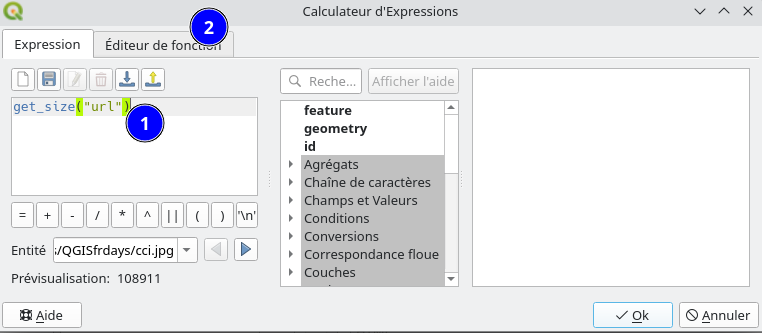 Calculateur d'Expressions
2
Expression
Éditeur de fonction
get_size("url")
1
= + - / * ^ || ( ) '\n'
Entité
;/QGISfrdays/cci.jpg
Prévisualisation: 108911
Reche...
Afficher l'aide
feature
geometry
id
Agrégats
Chaîne de caractères
Champs et Valeurs
Conditions
Conversions
Correspondance floue
Couches
Aide
Ok
Annuler